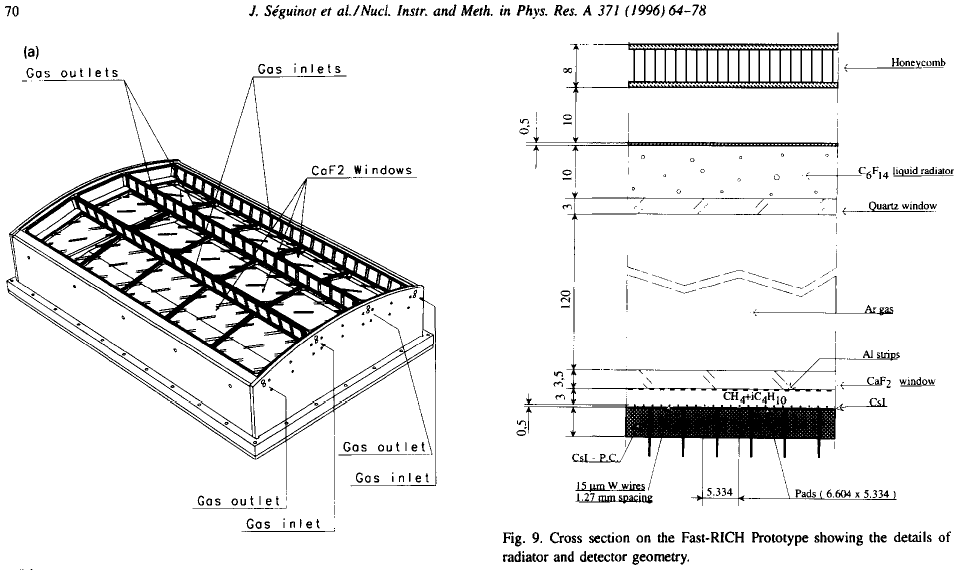 70
J. Séguinot et al./Nucl. Instr. and Meth. in Phys. Res. A 371 (1996) 64-78
(a)
Gas outlets
Gas inlets
CaF2 Windows
Gas outlet
Gas inlet
Gas outlet
Gas inlet
8
10
0,5
10
3
120
3,5
3
0,5
Honeycomb
C6F14 liquid radiator
Quartz window
Ar gas
Al strips
CaF2 window
CH4+iC4H10
CsI
CsI - P.C.
15 µm W wires
1.27 mm spacing
5.334
Pads ( 6.604 x 5.334 )
Fig. 9. Cross section on the Fast-RICH Prototype showing the details of
radiator and detector geometry.